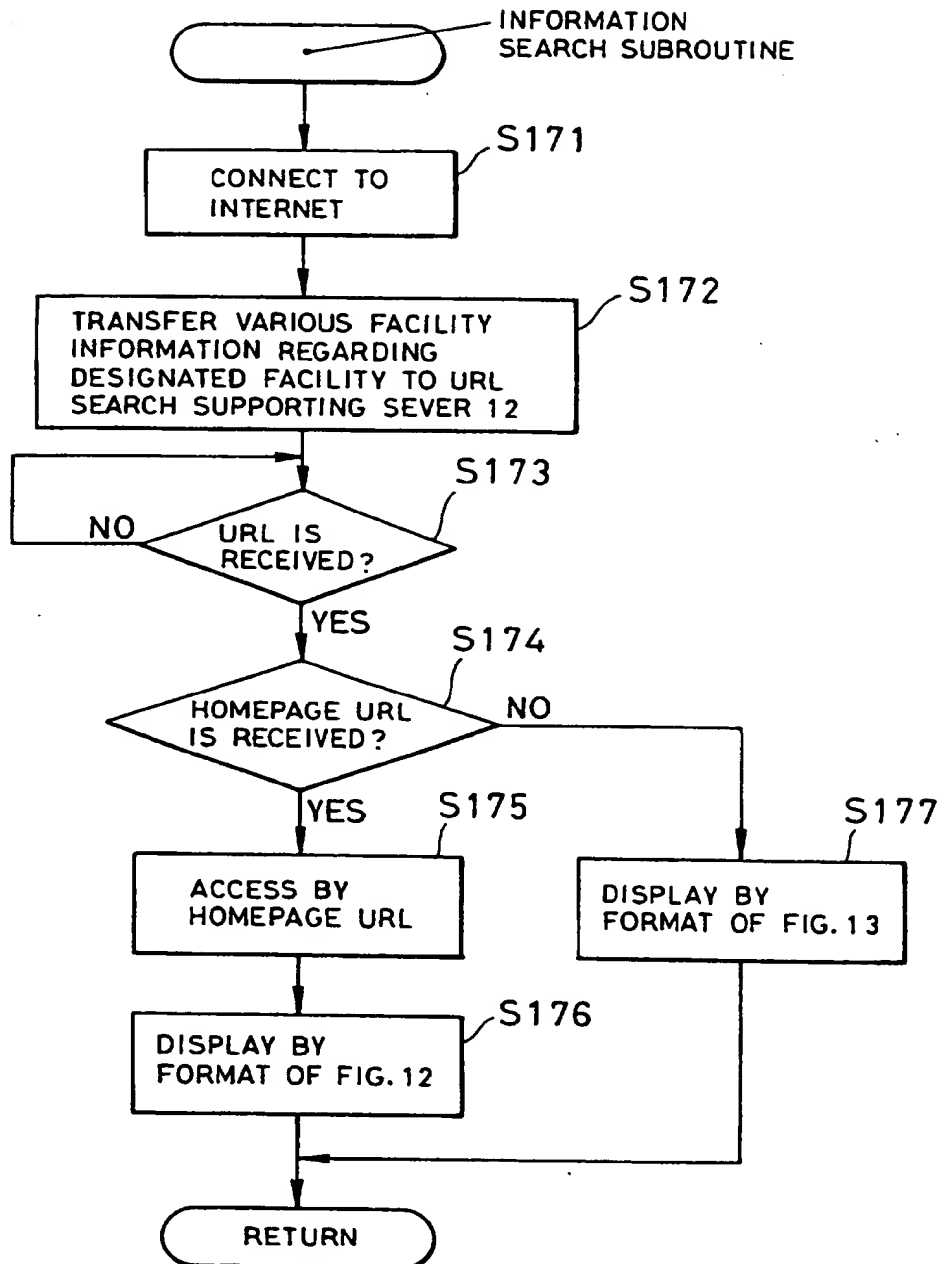 INFORMATION
SEARCH SUBROUTINE
S171
CONNECT TO
INTERNET
S172
TRANSFER VARIOUS FACILITY
INFORMATION REGARDING
DESIGNATED FACILITY TO URL
SEARCH SUPPORTING SEVER 12
S173
NO
URL IS
RECEIVED?
YES
S174
HOMEPAGE URL
IS RECEIVED?
NO
YES
S175
ACCESS BY
HOMEPAGE URL
S177
DISPLAY BY
FORMAT OF FIG.13
S176
DISPLAY BY
FORMAT OF FIG.12
RETURN